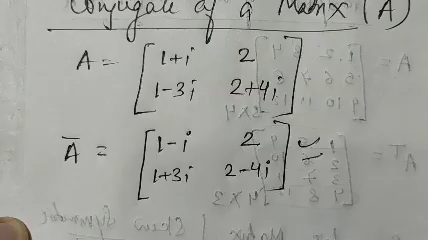 Conjugate of a Matrix (A)
A = [1+i 2
1-3i 2+4i]
A̅ = [1-i 2
1+3i 2-4i]